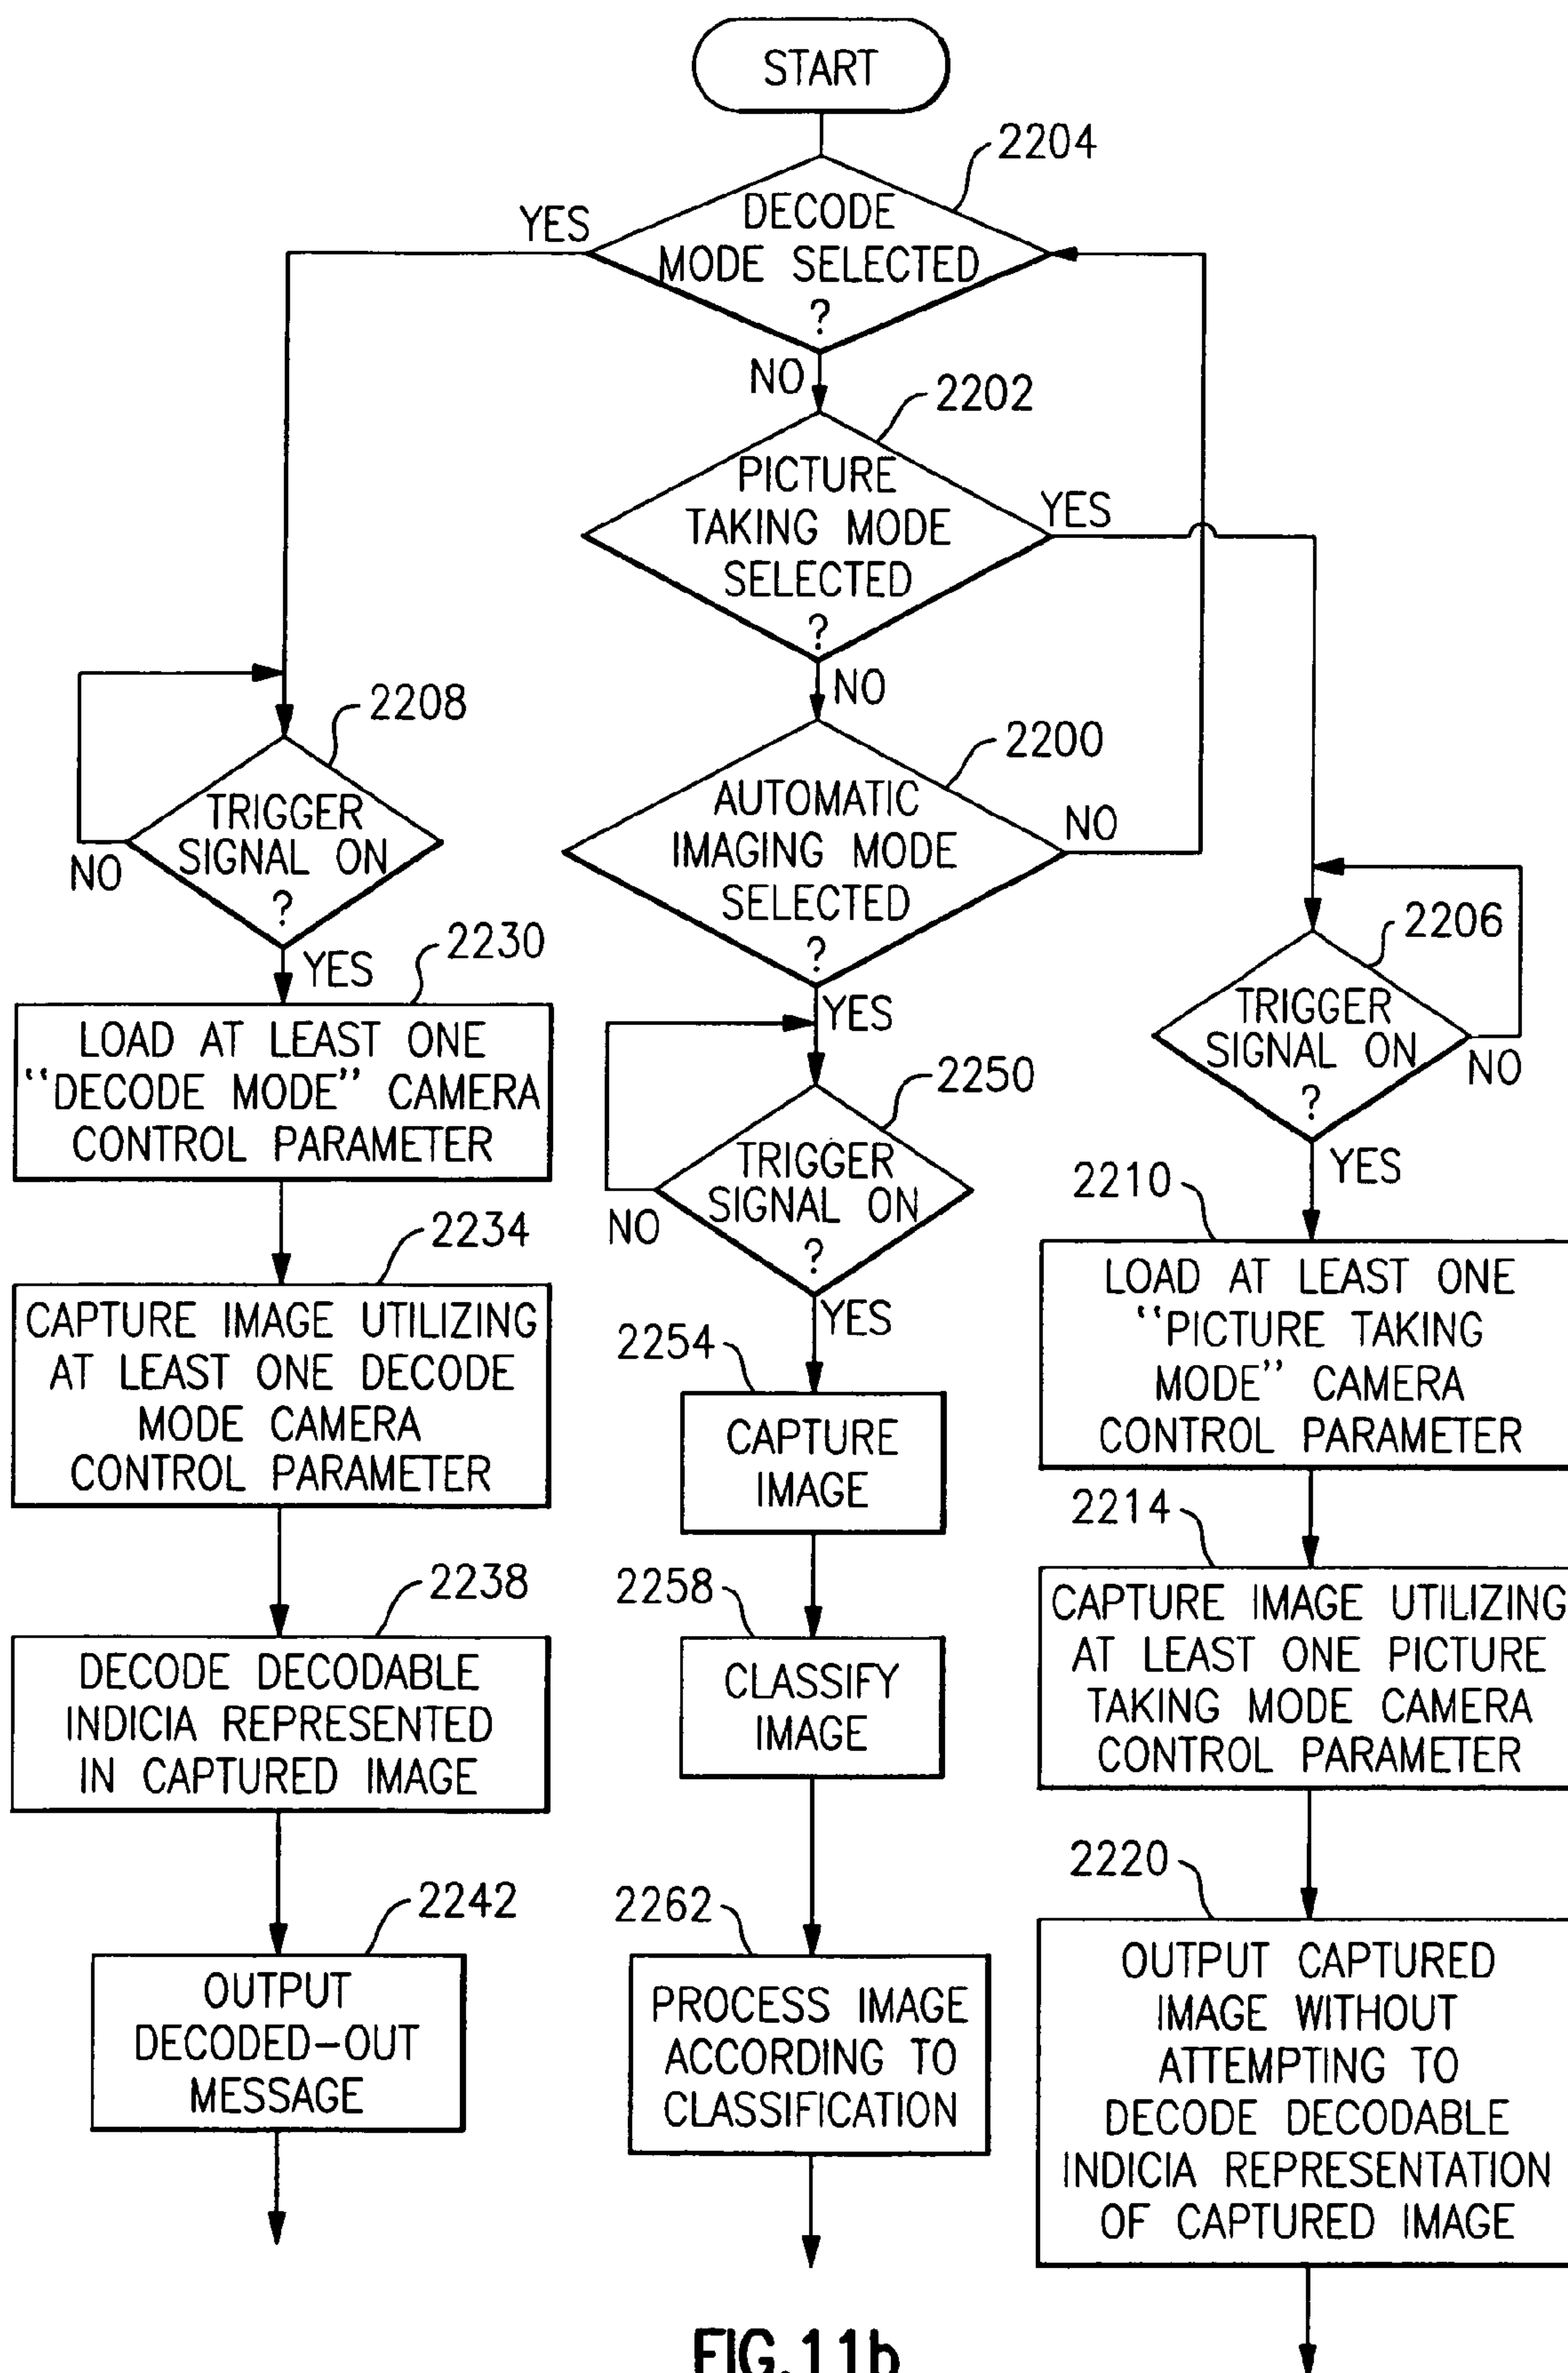 START
2204
DECODE
MODE SELECTED
?
YES
NO
2202
PICTURE
TAKING MODE
SELECTED
?
YES
NO
2200
AUTOMATIC
IMAGING MODE
SELECTED
?
NO
YES
2208
TRIGGER
SIGNAL ON
?
NO
YES
2230
LOAD AT LEAST ONE
"DECODE MODE" CAMERA
CONTROL PARAMETER
2234
CAPTURE IMAGE UTILIZING
AT LEAST ONE DECODE
MODE CAMERA
CONTROL PARAMETER
2238
DECODE DECODABLE
INDICIA REPRESENTED
IN CAPTURED IMAGE
2242
OUTPUT
DECODED-OUT
MESSAGE
2250
TRIGGER
SIGNAL ON
?
NO
YES
2254
CAPTURE
IMAGE
2258
CLASSIFY
IMAGE
2262
PROCESS IMAGE
ACCORDING TO
CLASSIFICATION
2206
TRIGGER
SIGNAL ON
?
NO
YES
2210
LOAD AT LEAST ONE
"PICTURE TAKING
MODE" CAMERA
CONTROL PARAMETER
2214
CAPTURE IMAGE UTILIZING
AT LEAST ONE PICTURE
TAKING MODE CAMERA
CONTROL PARAMETER
2220
OUTPUT CAPTURED
IMAGE WITHOUT
ATTEMPTING TO
DECODE DECODABLE
INDICIA REPRESENTATION
OF CAPTURED IMAGE
FIG.11b